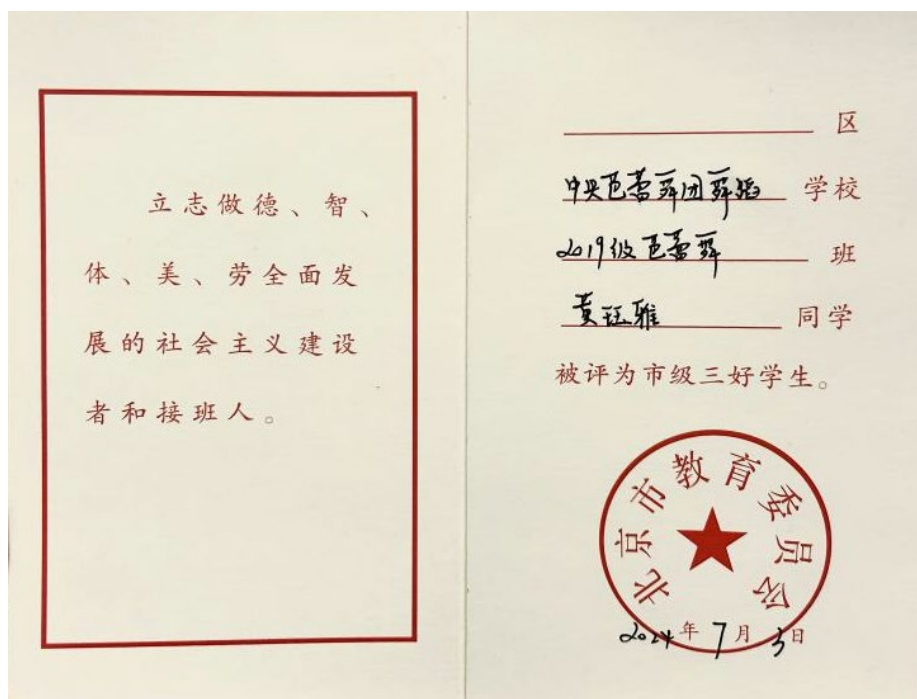 立志做德、智、
体、美、劳全面发
展的社会主义建设
者和接班人。
区
中央芭蕾舞团舞蹈 学校
2019级芭蕾舞 班
黄珏雅 同学
被评为市级三好学生。
北京市教育委员会
2024年7月3日